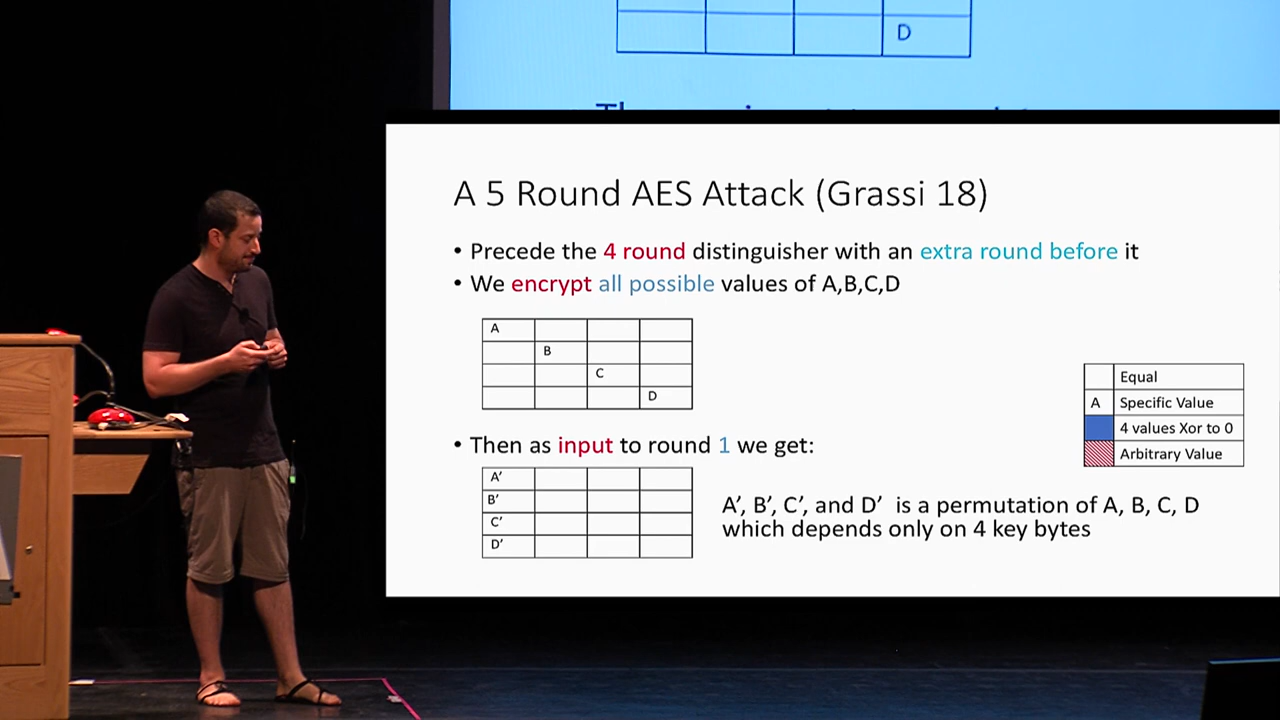 D
A 5 Round AES Attack (Grassi 18)
• Precede the 4 round distinguisher with an extra round before it
• We encrypt all possible values of A,B,C,D
A
B
C
D
Equal
A Specific Value
4 values Xor to 0
Arbitrary Value
• Then as input to round 1 we get:
A’
B’
C’
D’
A’, B’, C’, and D’ is a permutation of A, B, C, D
which depends only on 4 key bytes